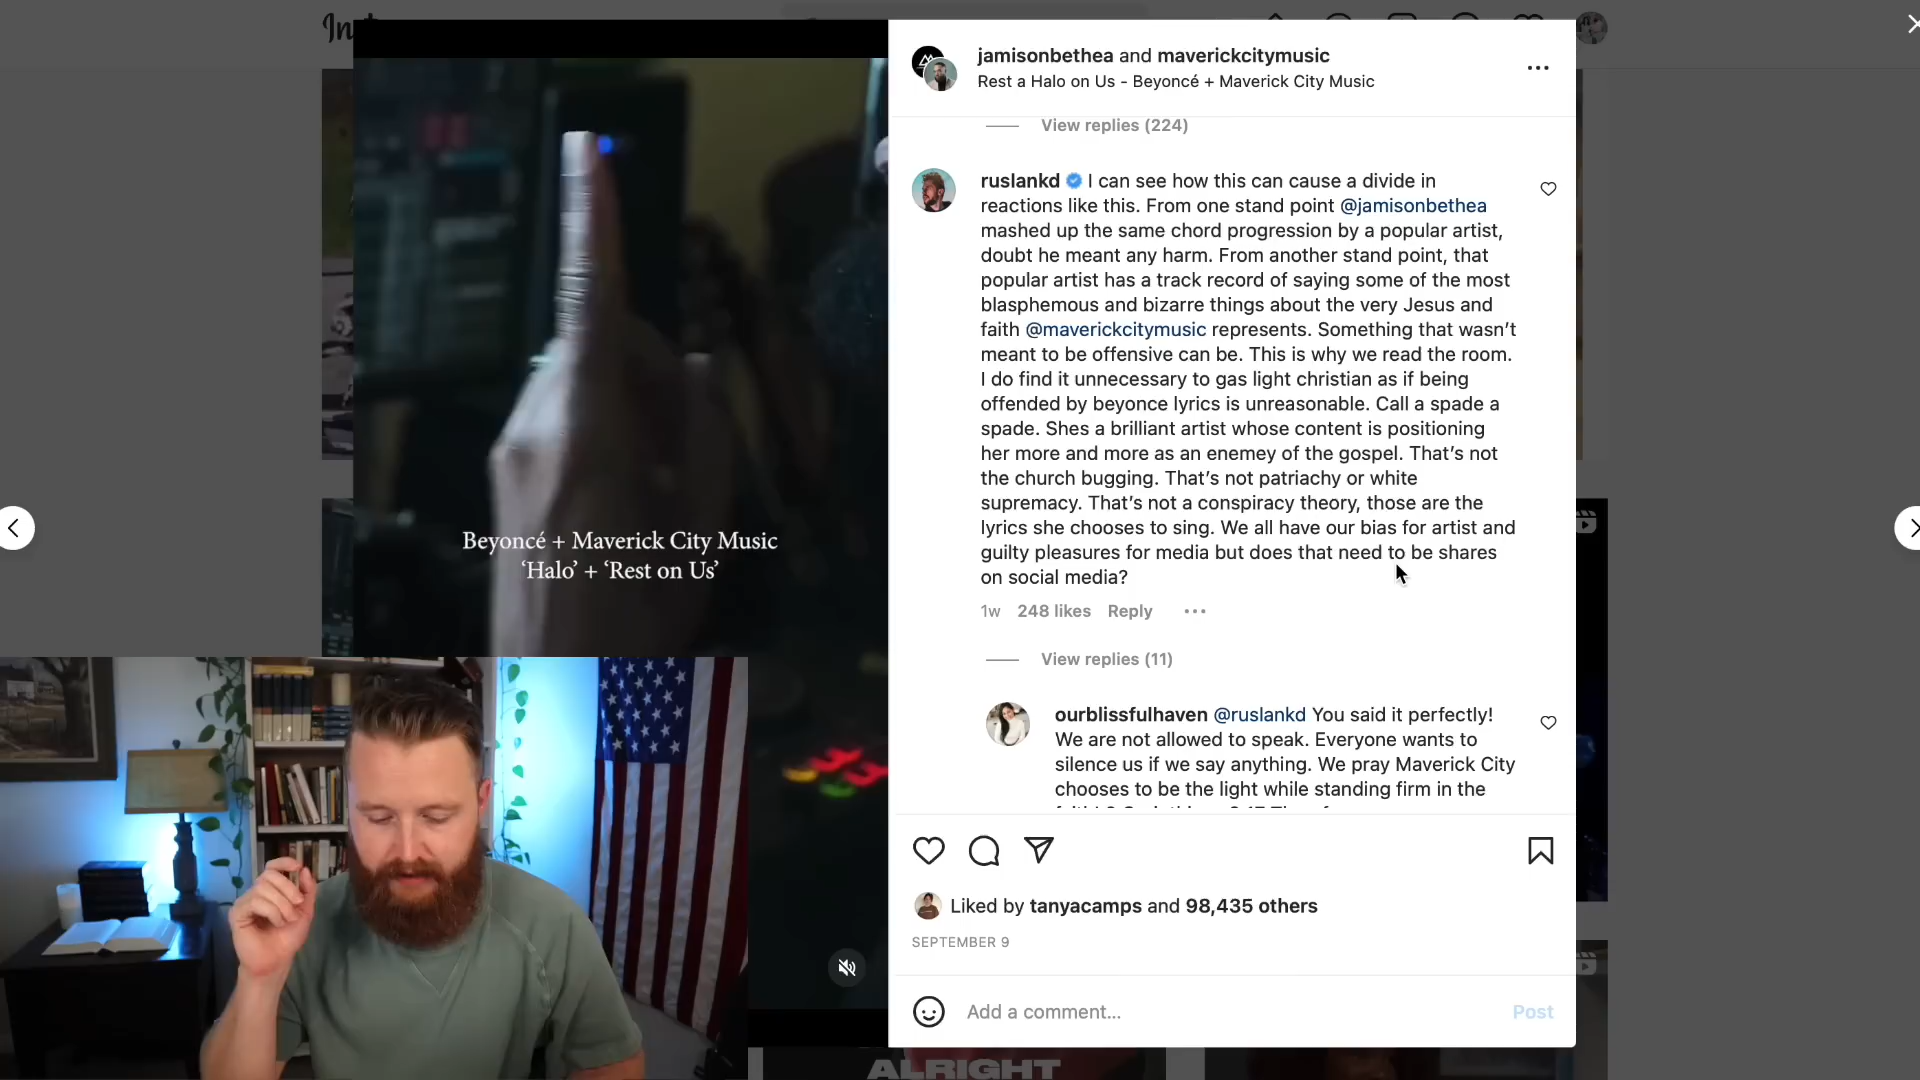 jamisonbethea and maverickcitymusic
Rest a Halo on Us - Beyoncé + Maverick City Music
View replies (224)
ruslankd I can see how this can cause a divide in
reactions like this. From one stand point @jamisonbethea
mashed up the same chord progression by a popular artist,
doubt he meant any harm. From another stand point, that
popular artist has a track record of saying some of the most
blasphemous and bizarre things about the very Jesus and
faith @maverickcitymusic represents. Something that wasn't
meant to be offensive can be. This is why we read the room.
I do find it unnecessary to gas light christian as if being
offended by beyonce lyrics is unreasonable. Call a spade a
spade. Shes a brilliant artist whose content is positioning
her more and more as an enemey of the gospel. That's not
the church bugging. That's not patriachy or white
supremacy. That's not a conspiracy theory, those are the
lyrics she chooses to sing. We all have our bias for artist and
guilty pleasures for media but does that need to be shares
on social media?
1w 248 likes Reply
View replies (11)
ourblissfulhaven @ruslankd You said it perfectly!
We are not allowed to speak. Everyone wants to
silence us if we say anything. We pray Maverick City
chooses to be the light while standing firm in the
Liked by tanyacamps and 98,435 others
SEPTEMBER 9
Add a comment...
Post
Beyoncé + Maverick City Music
'Halo' + 'Rest on Us'
ALRIGHT